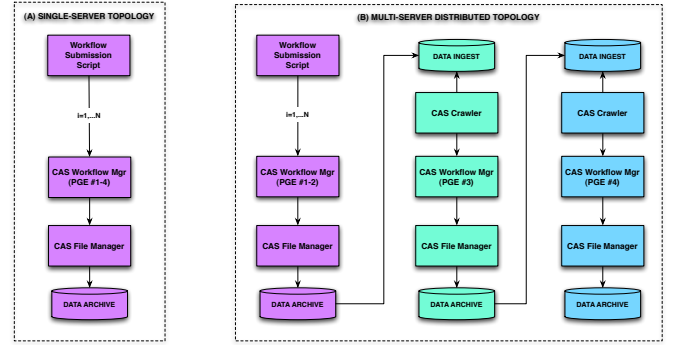 (A) SINGLE-SERVER TOPOLOGY
Workflow
Submission
Script
i=1,...N
CAS Workflow Mgr
(PGE #1-4)
CAS File Manager
DATA ARCHIVE
(B) MULTI-SERVER DISTRIBUTED TOPOLOGY
Workflow
Submission
Script
i=1,...N
CAS Workflow Mgr
(PGE #1-2)
CAS File Manager
DATA ARCHIVE
DATA INGEST
CAS Crawler
CAS Workflow Mgr
(PGE #3)
CAS File Manager
DATA ARCHIVE
DATA INGEST
CAS Crawler
CAS Workflow Mgr
(PGE #4)
CAS File Manager
DATA ARCHIVE